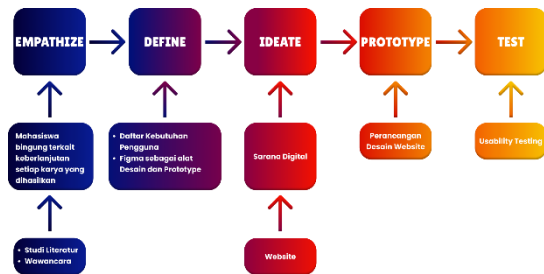 EMPATHIZE
DEFINE
IDEATE
PROTOTYPE
TEST
Mahasiswa
bingung terkait
keberlanjutan
setiap karya yang
dihasilkan
• Daftar Kebutuhan
Pengguna
• Figma sebagai alat
Desain dan Prototype
Sarana Digital
Perancangan
Desain Website
Usability Testing
• Studi Literatur
• Wawancara
Website